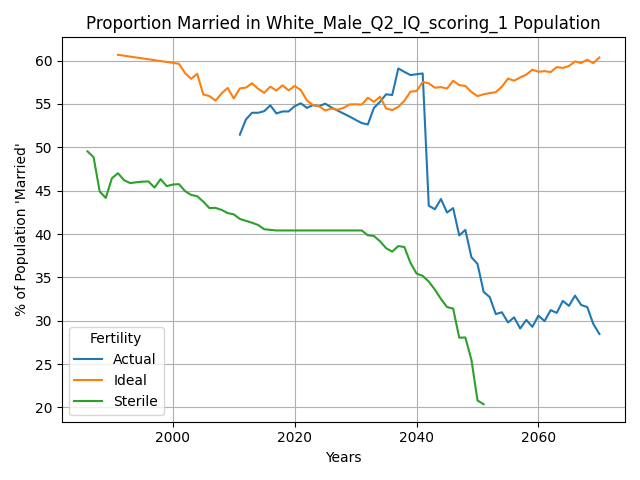 Proportion Married in White_Male_Q2_IQ_scoring_1 Population
% of Population 'Married'
60
55
50
45
40
35
30
25
20
Fertility
Actual
Ideal
Sterile
2000
2020
2040
2060
Years